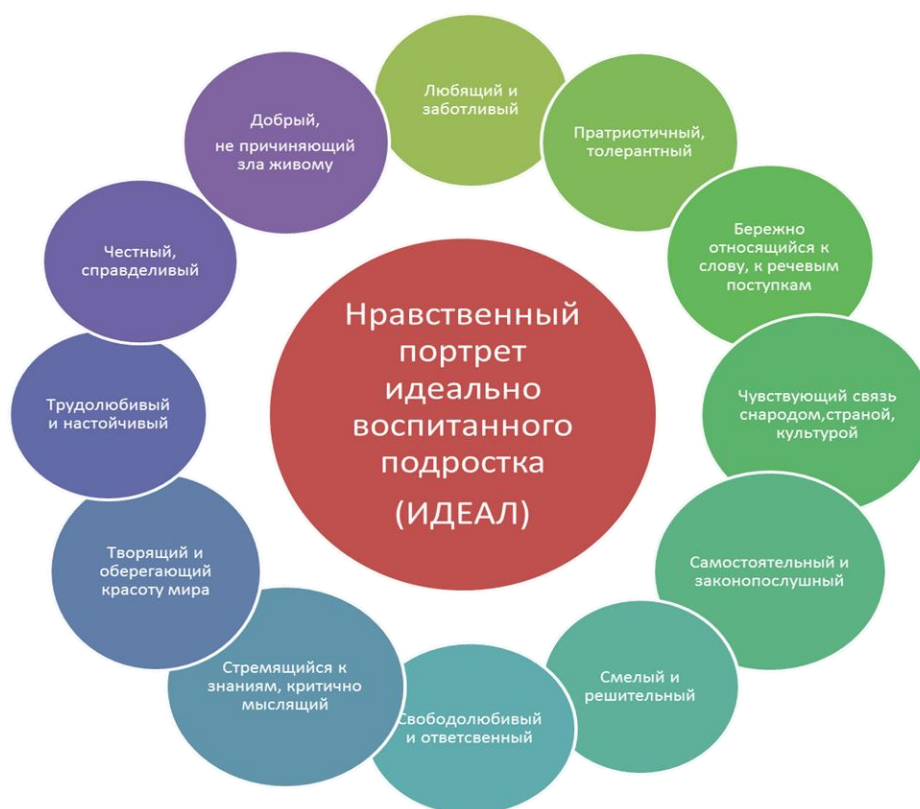 Любящий и
заботливый
Пратриотичный,
толерантный
Бережно
относящийся к
слову, к речевым
поступкам
Чувствующий связь
снародом,страной,
культурой
Самостоятельный и
законопослушный
Смелый и
решительный
Свободолюбивый
и ответсвенный
Стремящийся к
знаниям, критично
мыслящий
Творящий и
оберегающий
красоту мира
Трудолюбивый
и настойчивый
Честный,
справделивый
Добрый,
не причиняющий
зла живому
Нравственный
портрет
идеально
воспитанного
подростка
(ИДЕАЛ)